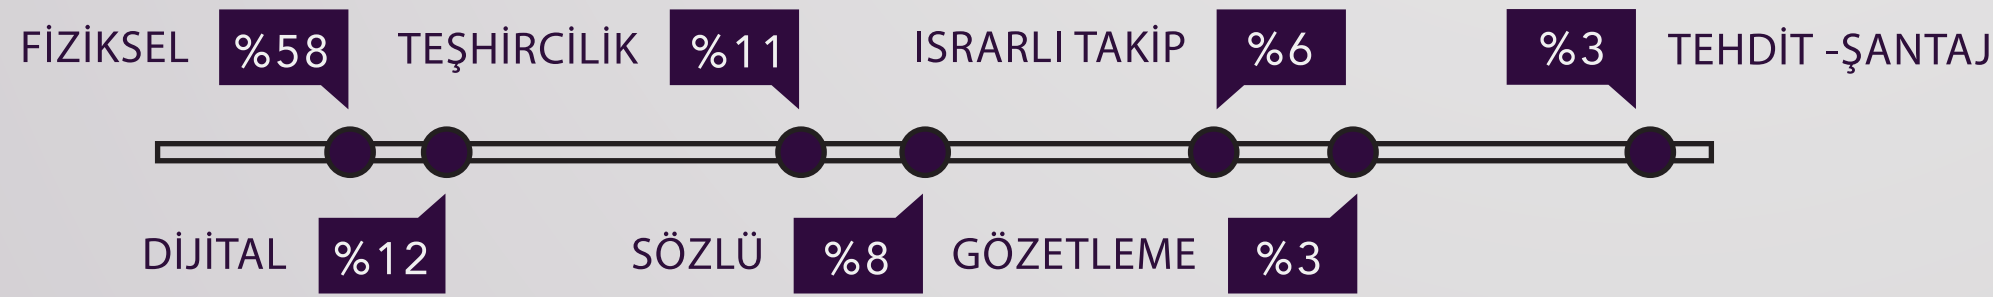 FİZİKSEL %58 TEŞHİRCİLİK %11 ISRARLI TAKİP %6 %3 TEHDİT -ŞANTAJ
DİJİTAL %12 SÖZLÜ %8 GÖZETLEME %3